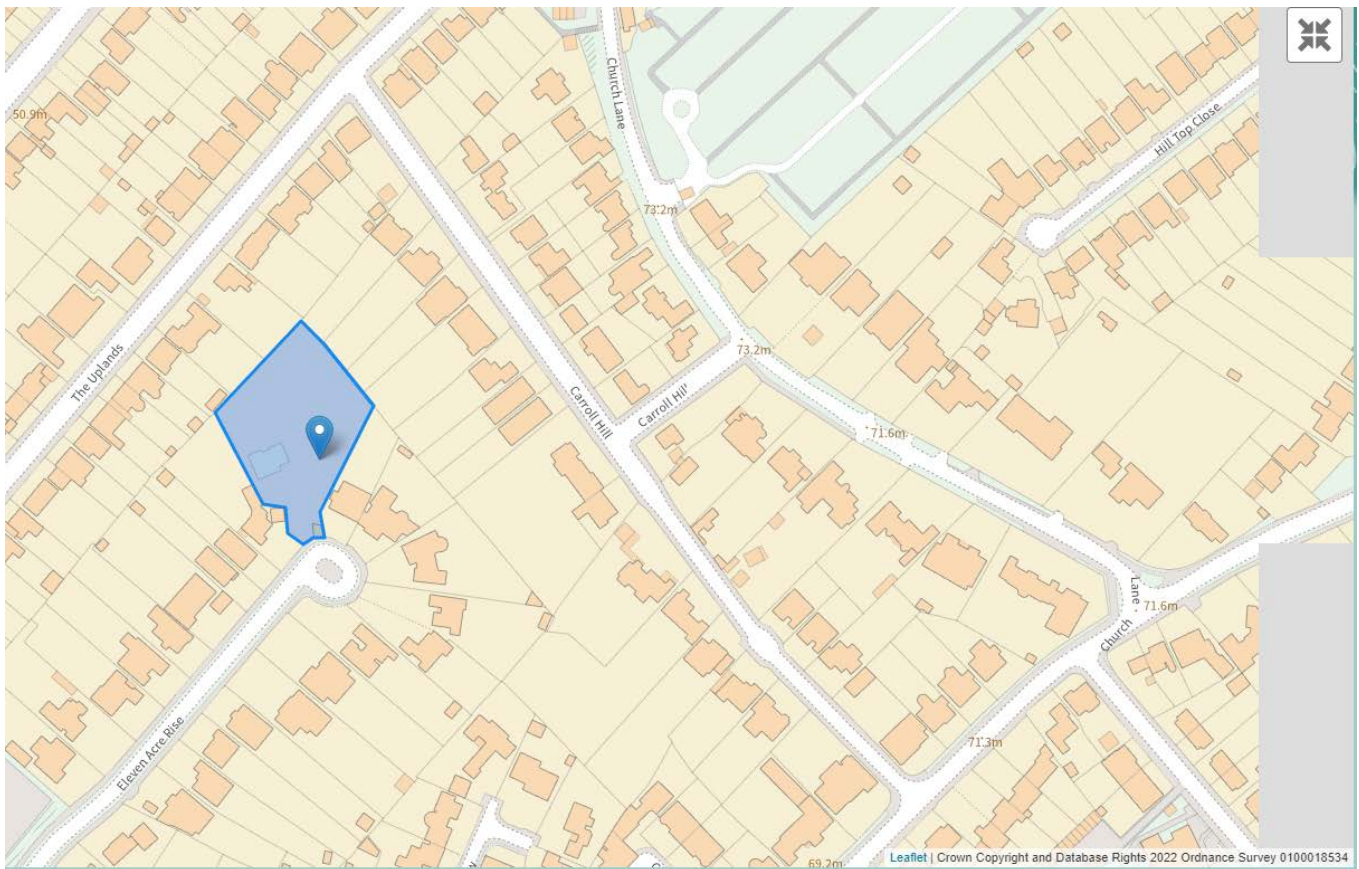 50.9m
Church Lane
Hill Top Close
73.2m
The Uplands
73.2m
Carroll Hill
Carroll Hill
71.6m
Lane
71.6m
Church
Eleven Acre Rise
71.3m
69.2m
Leaflet | Crown Copyright and Database Rights 2022 Ordnance Survey 0100018534